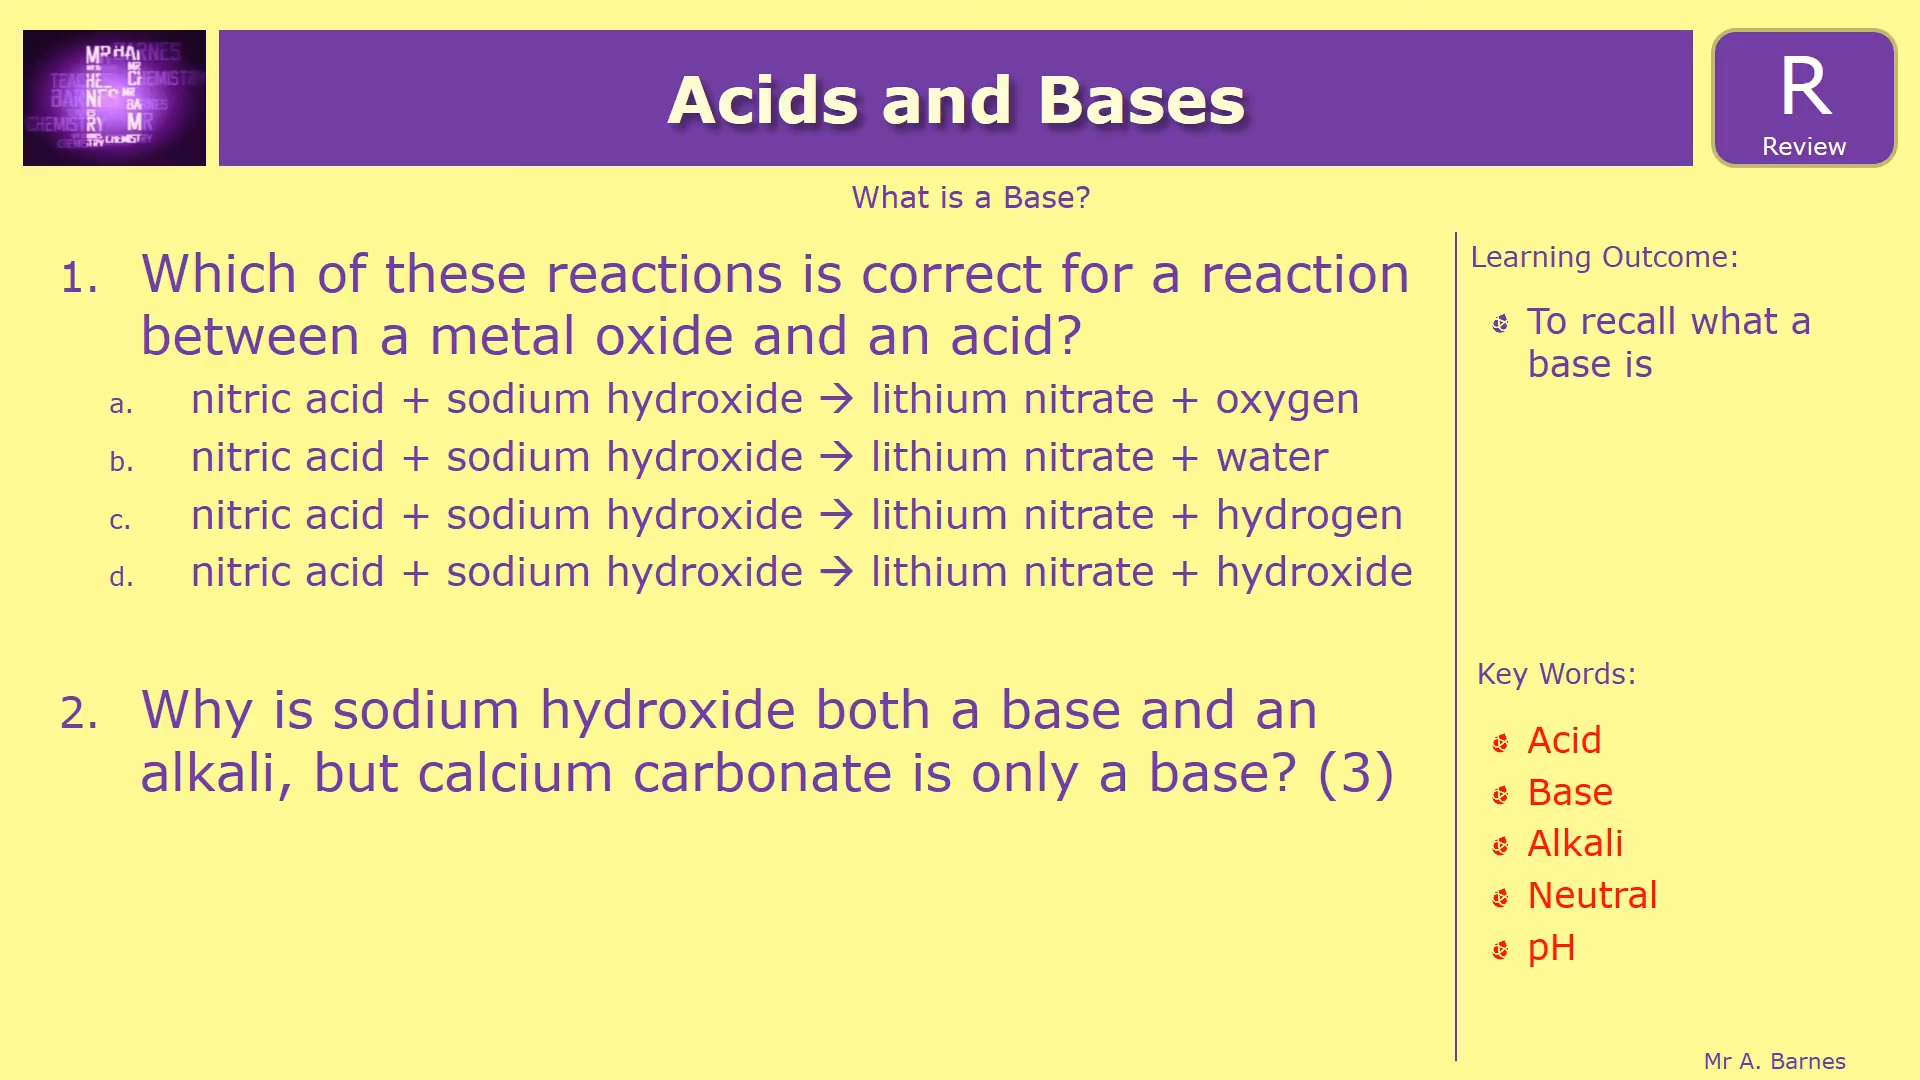 Acids and Bases
R
Review
What is a Base?
1. Which of these reactions is correct for a reaction
between a metal oxide and an acid?
a. nitric acid + sodium hydroxide → lithium nitrate + oxygen
b. nitric acid + sodium hydroxide → lithium nitrate + water
c. nitric acid + sodium hydroxide → lithium nitrate + hydrogen
d. nitric acid + sodium hydroxide → lithium nitrate + hydroxide
2. Why is sodium hydroxide both a base and an
alkali, but calcium carbonate is only a base? (3)
Learning Outcome:
To recall what a
base is
Key Words:
Acid
Base
Alkali
Neutral
pH
Mr A. Barnes